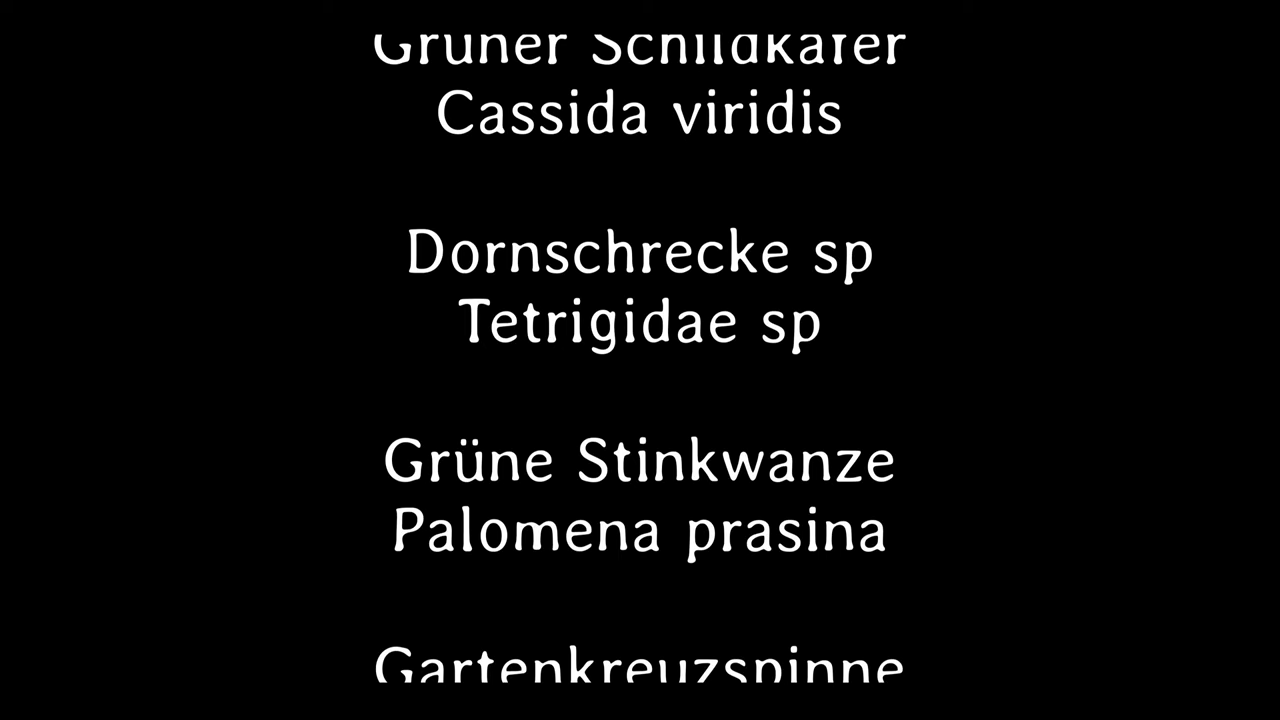 Grüner Schildkäfer
Cassida viridis
Dornschrecke sp
Tetrigidae sp
Grüne Stinkwanze
Palomena prasina
Gartenkreuzspinne